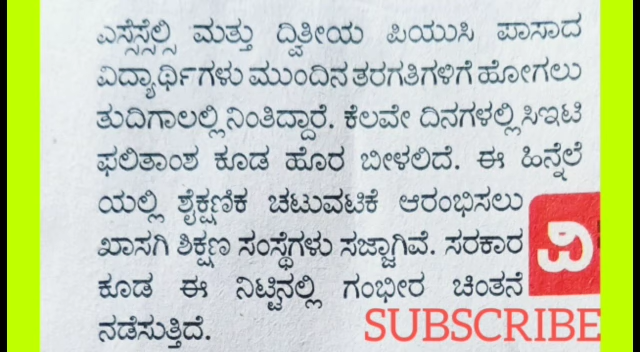 ಎಸ್ಸೆಸ್ಸೆಲ್ಸಿ ಮತ್ತು ದ್ವಿತೀಯ ಪಿಯುಸಿ ಪಾಸಾದ
ವಿದ್ಯಾರ್ಥಿಗಳು ಮುಂದಿನ ತರಗತಿಗಳಿಗೆ ಹೋಗಲು
ತುದಿಗಾಲಲ್ಲಿ ನಿಂತಿದ್ದಾರೆ. ಕೆಲವೇ ದಿನಗಳಲ್ಲಿ ಸಿಇಟಿ
ಫಲಿತಾಂಶ ಕೂಡ ಹೊರ ಬೀಳಲಿದೆ. ಈ ಹಿನ್ನೆಲೆ
ಯಲ್ಲಿ ಶೈಕ್ಷಣಿಕ ಚಟುವಟಿಕೆ ಆರಂಭಿಸಲು
ಖಾಸಗಿ ಶಿಕ್ಷಣ ಸಂಸ್ಥೆಗಳು ಸಜ್ಜಾಗಿವೆ. ಸರಕಾರ
ಕೂಡ ಈ ನಿಟ್ಟಿನಲ್ಲಿ ಗಂಭೀರ ಚಿಂತನೆ
ನಡೆಸುತ್ತಿದೆ.
ವಿ
SUBSCRIBE